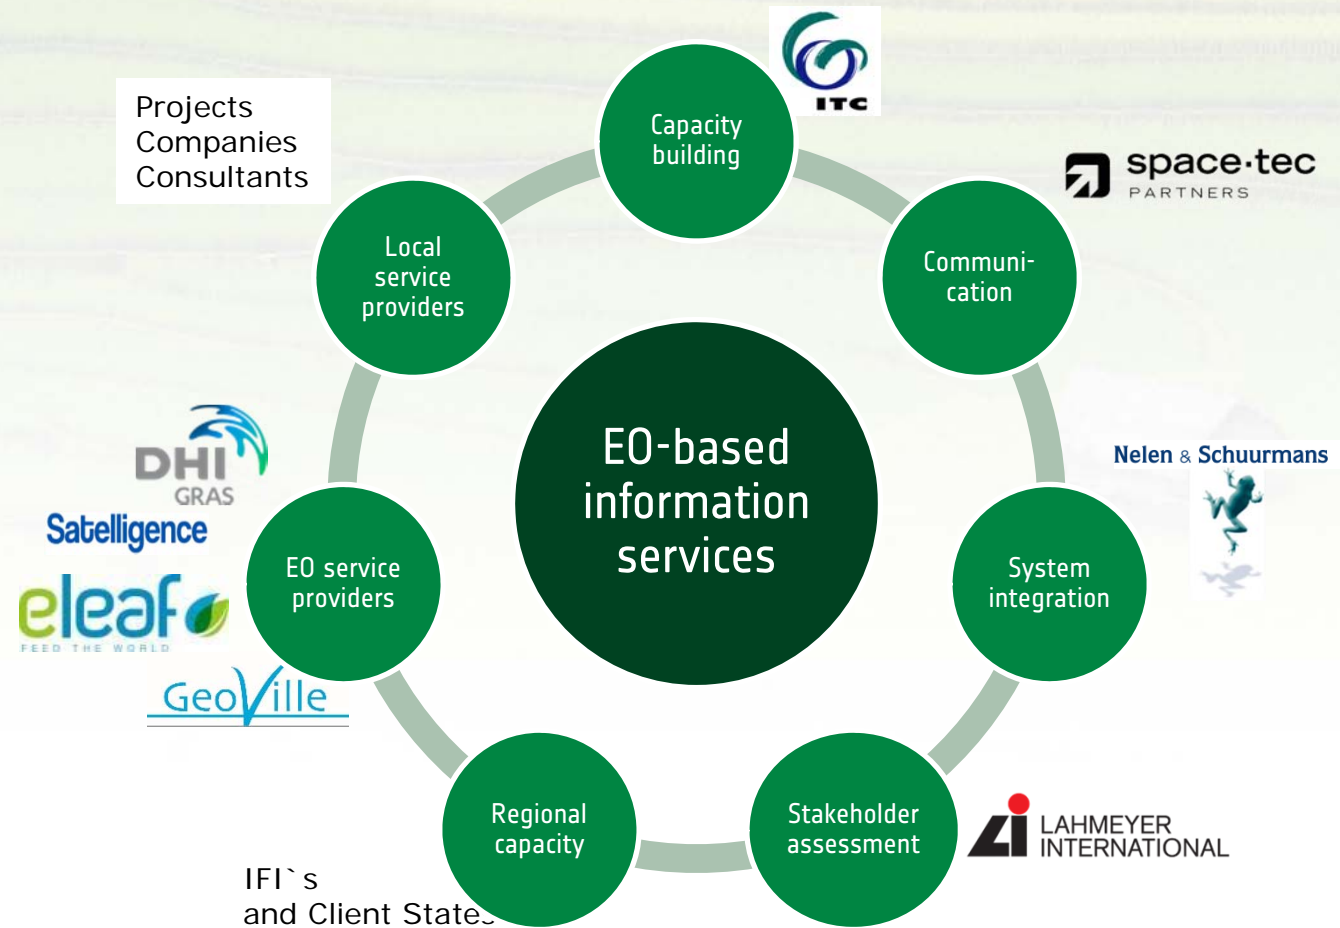 ITC
Capacity
building
Projects
Companies
Consultants
space·tec
PARTNERS
Local
service
providers
Communi-
cation
EO-based
information
services
DHI
GRAS
Satelligence
eleaf
FEED THE WORLD
GeoVille
EO service
providers
Nelen & Schuurmans
System
integration
Regional
capacity
Stakeholder
assessment
LAHMEYER
INTERNATIONAL
IFI`s
and Client States